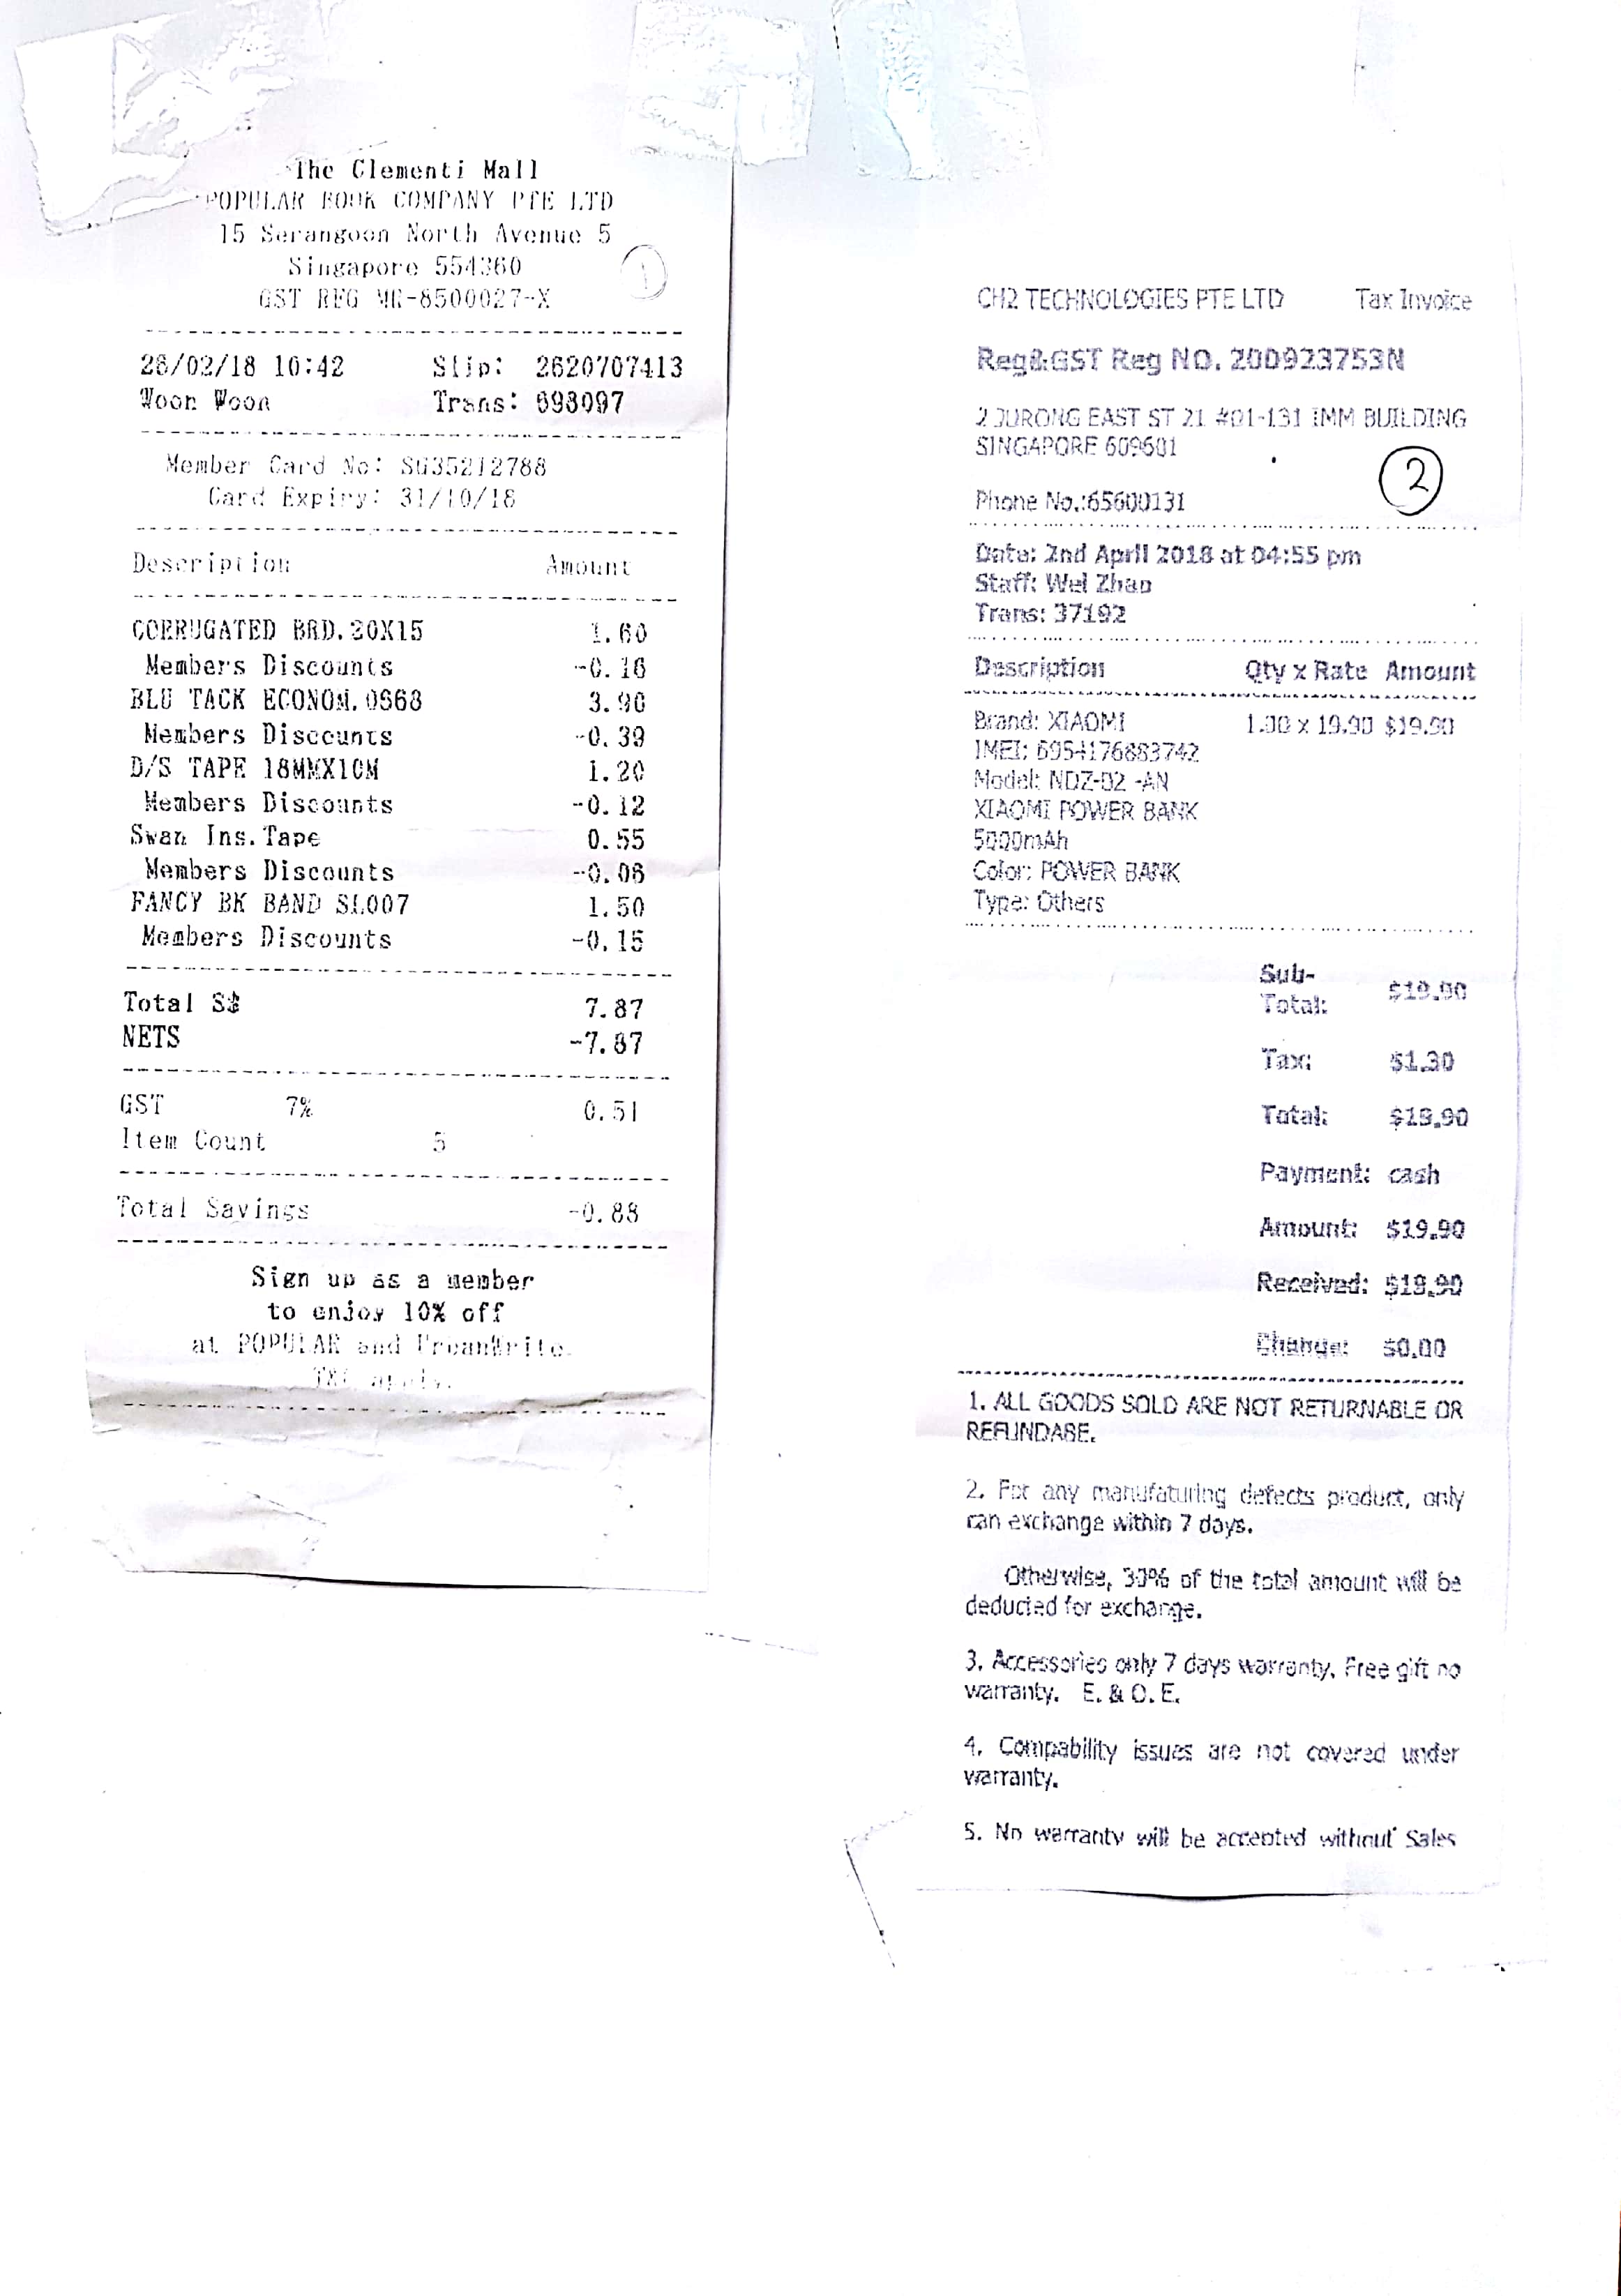 The Clementi Mall
POPULAR BOOK COMPANY PTE LTD
15 Serangoon North Avenue 5
Singapore 554360
GST REG MR-8500027-X
1
26/02/18 10:42 Slip: 2620707413
Woon Woon Trans: 693097
Member Card No: SG35212788
Card Expiry: 31/10/18
Description Amount
CORRUGATED BRD.20X15 1.60
Members Discounts -0.16
BLU TACK ECONOM.0S68 3.90
Members Discounts -0.39
D/S TAPE 18MMX10M 1.20
Members Discounts -0.12
Swan Ins.Tape 0.55
Members Discounts -0.06
FANCY BK BAND SL007 1.50
Members Discounts -0.15
Total S$ 7.87
NETS -7.87
GST 7% 0.51
Item Count 5
Total Savings -0.88
Sign up as a member
to enjoy 10% off
at POPULAR and UrbanWrite.
T&C apply.
CH2 TECHNOLOGIES PTE LTD Tax Invoice
Reg&GST Reg NO. 200923753N
2 JURONG EAST ST 21 #01-131 IMM BUILDING
SINGAPORE 609601
2
Phone No.:65600131
Date: 2nd April 2018 at 04:55 pm
Staff: Wei Zhao
Trans: 37192
Description Qty x Rate Amount
Brand: XIAOMI 1.00 x 19.90 $19.90
IMEI: 6954176883742
Model: NDZ-02 -AN
XIAOMI POWER BANK
5000mAh
Color: POWER BANK
Type: Others
Sub-
Total: $19.90
Tax: $1.30
Total: $19.90
Payment: cash
Amount: $19.90
Received: $19.90
Change: $0.00
1. ALL GOODS SOLD ARE NOT RETURNABLE OR
REFUNDABE.
2. For any manufaturing defects product, only
can exchange within 7 days.
Otherwise, 30% of the total amount will be
deducted for exchange.
3. Accessories only 7 days warranty. Free gift no
warranty. E. & O. E.
4. Compability issues are not covered under
warranty.
5. No warranty will be accepted without Sales